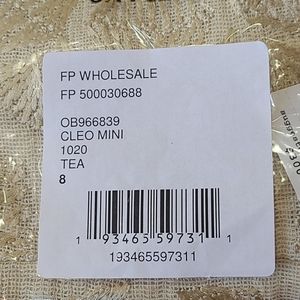 FP WHOLESALE
FP 500030688
OB966839
CLEO MINI
1020
TEA
8
1 93465 59731 1
193465597311